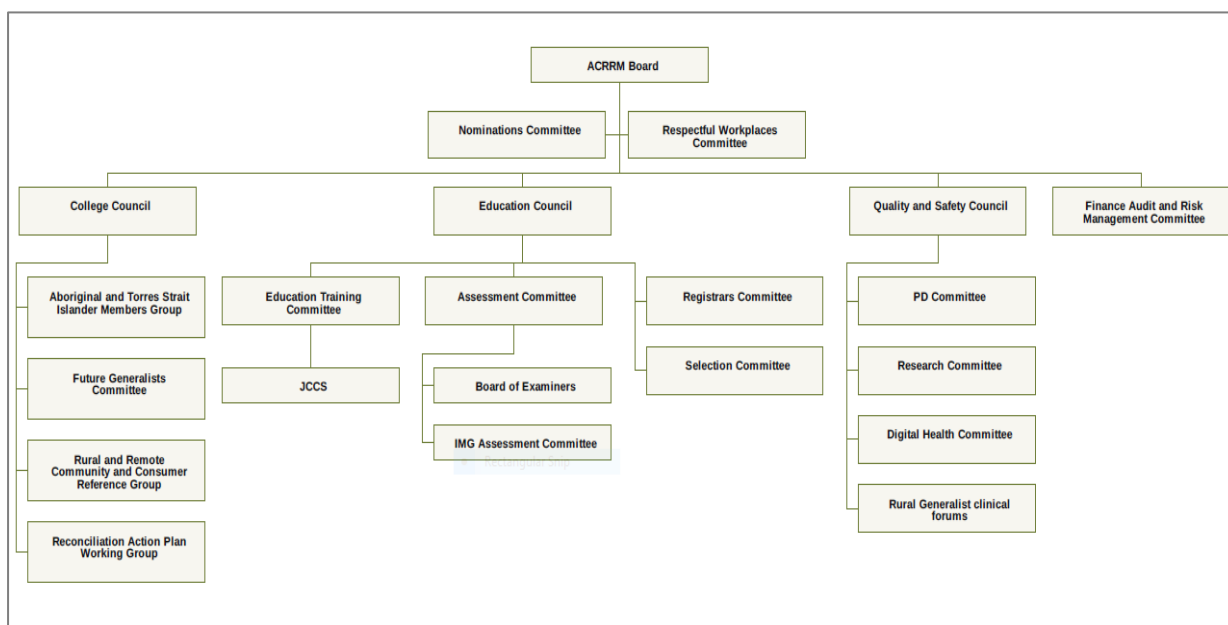 ACRRM Board
Nominations Committee
Respectful Workplaces
Committee
College Council
Education Council
Quality and Safety Council
Finance Audit and Risk
Management Committee
Aboriginal and Torres Strait
Islander Members Group
Future Generalists
Committee
Rural and Remote
Community and Consumer
Reference Group
Reconciliation Action Plan
Working Group
Education Training
Committee
JCCS
Assessment Committee
Board of Examiners
IMG Assessment Committee
Rectangular Snip
Registrars Committee
Selection Committee
PD Committee
Research Committee
Digital Health Committee
Rural Generalist clinical
forums